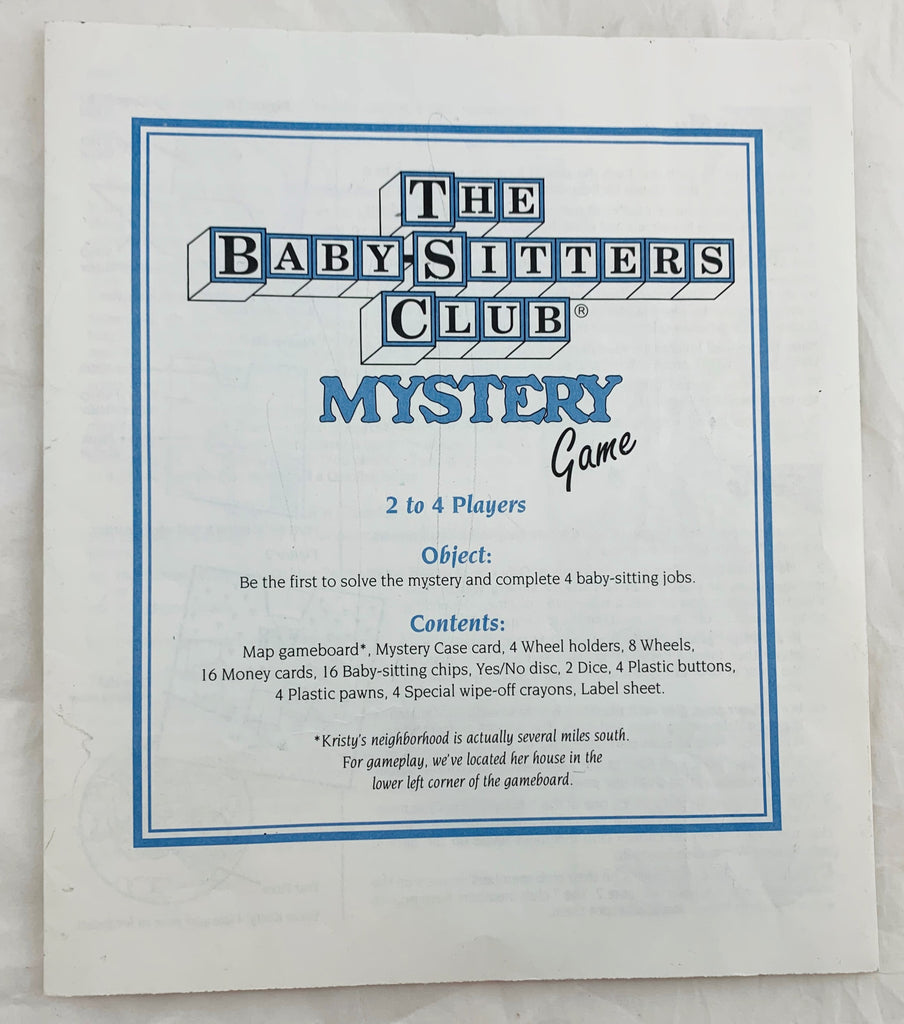 THE
BABY-SITTERS
CLUB®
MYSTERY
Game
2 to 4 Players
Object:
Be the first to solve the mystery and complete 4 baby-sitting jobs.
Contents:
Map gameboard*, Mystery Case card, 4 Wheel holders, 8 Wheels,
16 Money cards, 16 Baby-sitting chips, Yes/No disc, 2 Dice, 4 Plastic buttons,
4 Plastic pawns, 4 Special wipe-off crayons, Label sheet.
*Kristy's neighborhood is actually several miles south.
For gameplay, we've located her house in the
lower left corner of the gameboard.